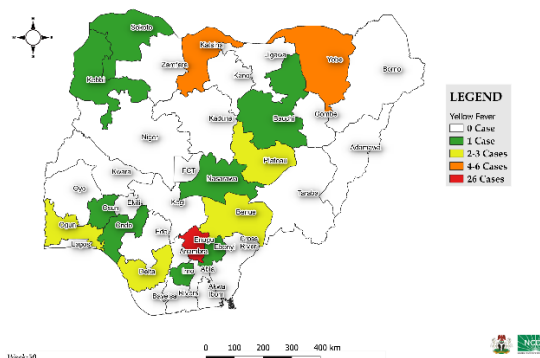 Sokoto
Katsina
Jigawa
Yobe
Zamfara
Borno
Kebbi
Kano
Bauchi
Gombe
Kaduna
Adamawa
Niger
Plateau
FCT
Kwara
Nasarawa
Taraba
Oyo
Kogi
Osun
Ekiti
Benue
Ogun
Ondo
Edo
Enugu
Cross
River
Lagos
Anambra
Ebony
Delta
Imo
Abia
Akwa
Ibom
Bayelsa
Rivers
LEGEND
Yellow Fever
0 Case
1 Case
2-3 Cases
4-6 Cases
26 Cases
0 100 200 300 400 km
NCDC